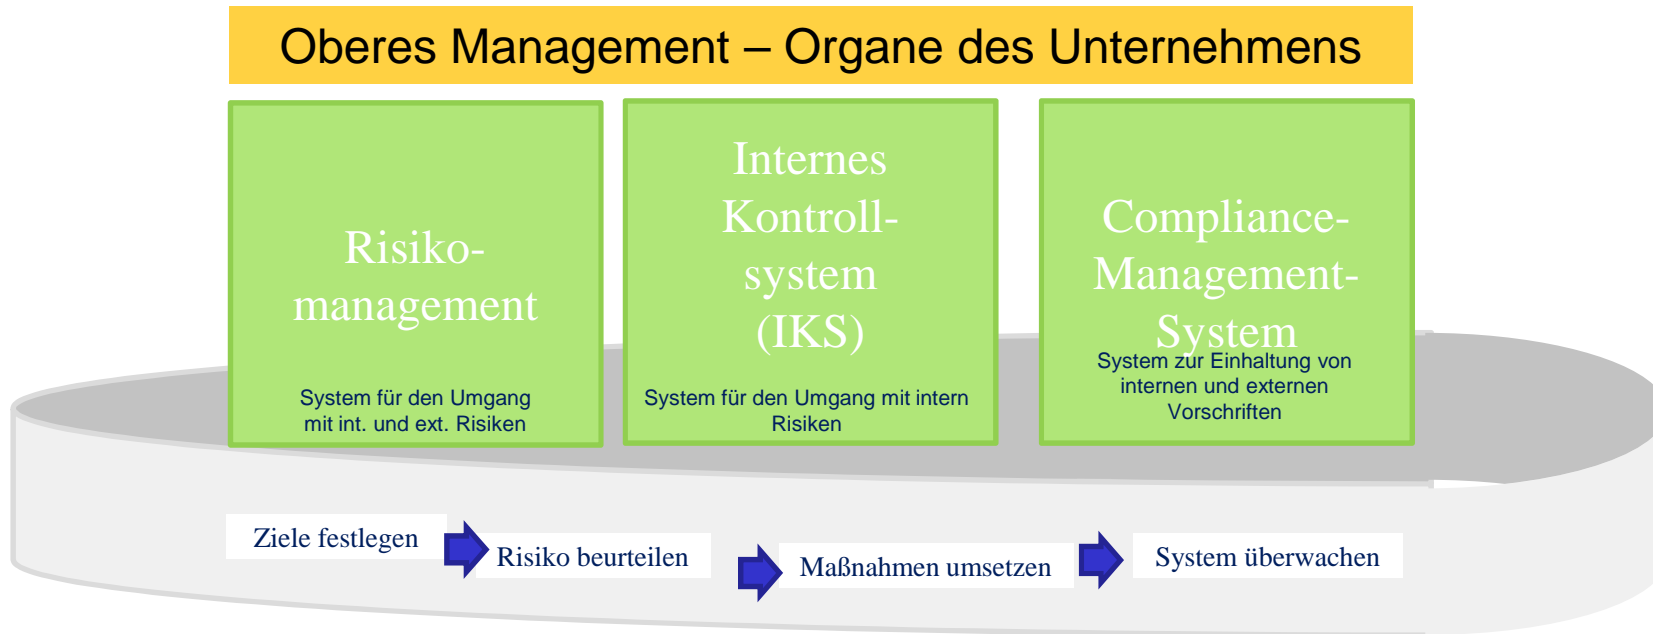 Oberes Management – Organe des Unternehmens
Risiko-
management
System für den Umgang
mit int. und ext. Risiken
Internes
Kontroll-
system
(IKS)
System für den Umgang mit intern
Risiken
Compliance-
Management-
System
System zur Einhaltung von
internen und externen
Vorschriften
Ziele festlegen
Risiko beurteilen
Maßnahmen umsetzen
System überwachen